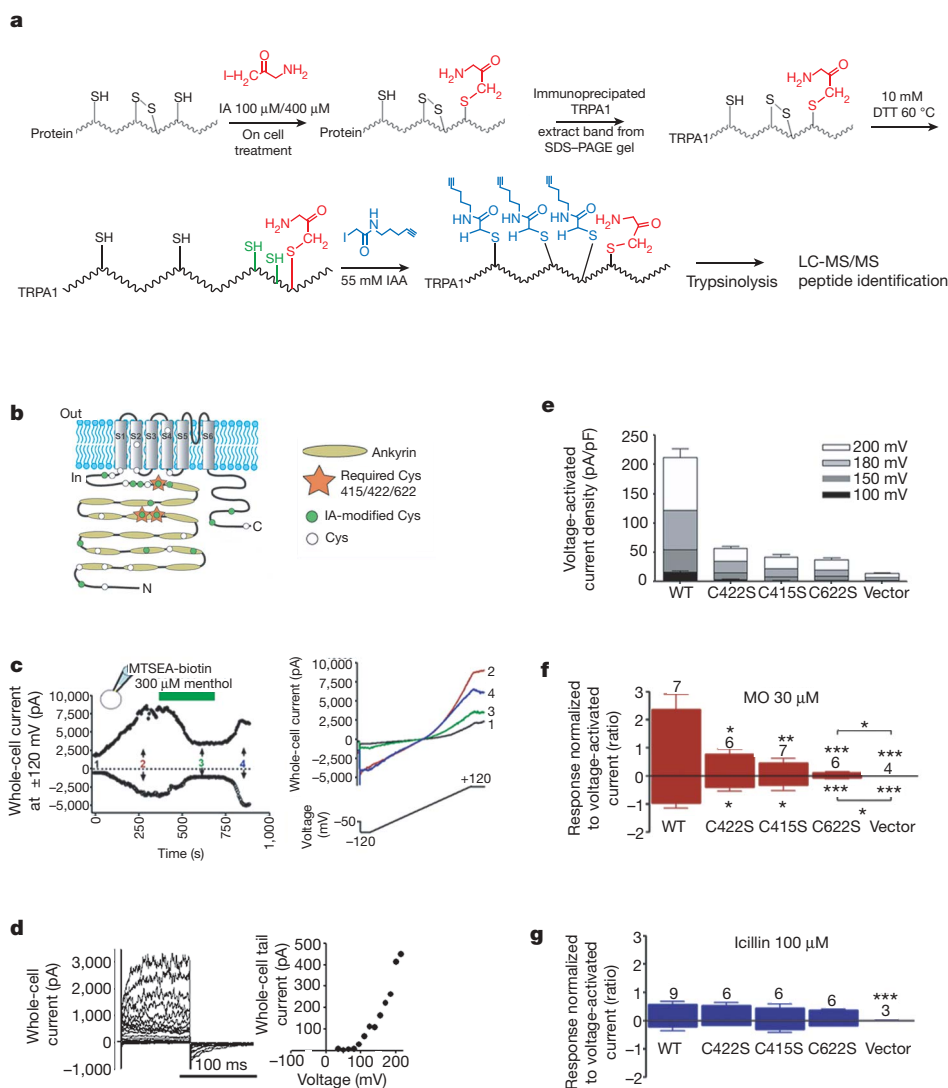 a
I–H2C O NH2
SH S S SH
Protein
IA 100 µM/400 µM
On cell
treatment
H2N O
S CH2
SH S S
Protein
Immunoprecipated
TRPA1
extract band from
SDS–PAGE gel
H2N O
S CH2
SH S S
TRPA1
10 mM
DTT 60 °C
SH SH SH SH
H2N O
S CH2
TRPA1
I O H N
55 mM IAA
HN O HN O HN O
H S H S H S
H2N O
S CH2
TRPA1
Trypsinolysis
LC-MS/MS
peptide identification
b
Out
S1 S2 S3 S4 S5 S6
In
C
N
Ankyrin
Required Cys
415/422/622
IA-modified Cys
Cys
e
Voltage-activated
current density (pA/pF)
250
200
150
100
50
0
200 mV
180 mV
150 mV
100 mV
WT C422S C415S C622S Vector
c
MTSEA-biotin
300 µM menthol
Whole-cell current
at ±120 mV (pA)
10,000
7,500
5,000
2,500
0
−2,500
−5,000
1 2 3 4
0 250 500 750 1,000
Time (s)
Whole-cell current (pA)
10,000
7,500
5,000
2,500
0
2,500
5,000
2
4
3
1
+120
Voltage
(mV)
−50
−120
f
MO 30 µM
Response normalized
to voltage-activated
current (ratio)
3
2
1
0
−1
−2
7
* 6
** 7
*** 6
*** 4
*
* * *** ***
*
WT C422S C415S C622S Vector
d
Whole-cell
current (pA)
3,000
2,000
1,000
0
−1,000
100 ms
Whole-cell tail
current (pA)
500
400
300
200
100
−100 0 100 200
Voltage (mV)
g
Icillin 100 µM
Response normalized
to voltage-activated
current (ratio)
3
2
1
0
−1
−2
9 6 6 6 *** 3
WT C422S C415S C622S Vector